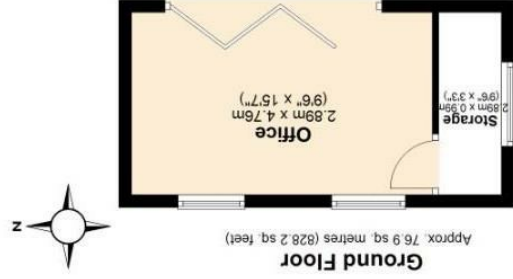 Ground Floor
Approx. 76.9 sq. metres (828.2 sq. feet)
Z
Office
2.89m x 4.76m
(9'6" x 15'7")
Storage
2.89m x 0.99m
(9'6" x 3'3")